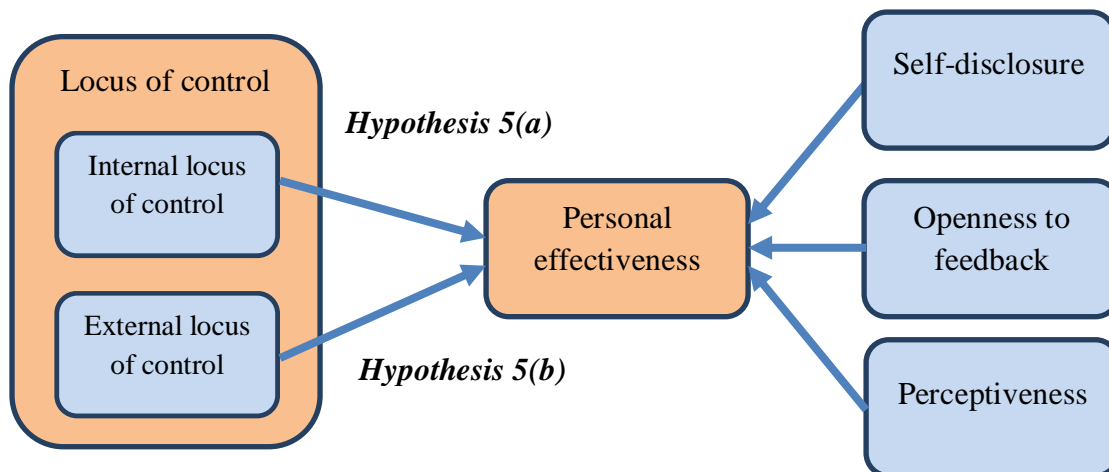 Locus of control
Internal locus
of control
External locus
of control
Hypothesis 5(a)
Hypothesis 5(b)
Personal
effectiveness
Self-disclosure
Openness to
feedback
Perceptiveness